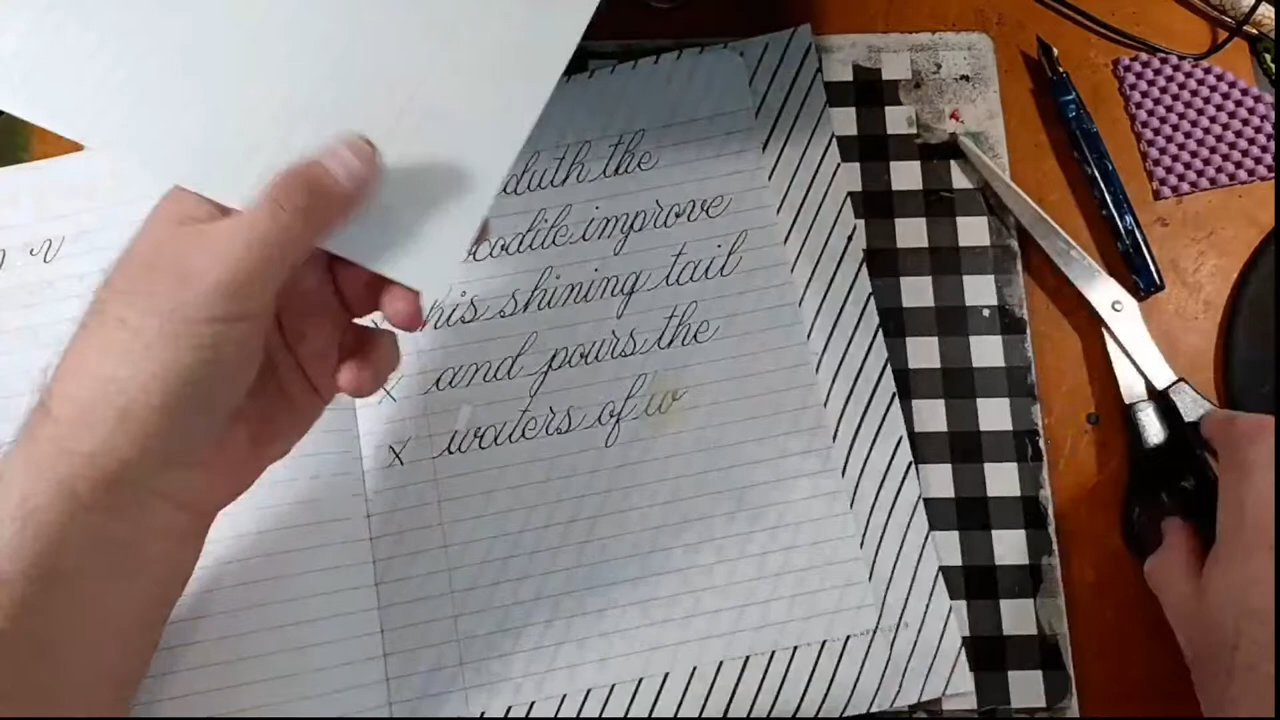 duth the
codile improve
his shining tail
x and pours the
x waters of w